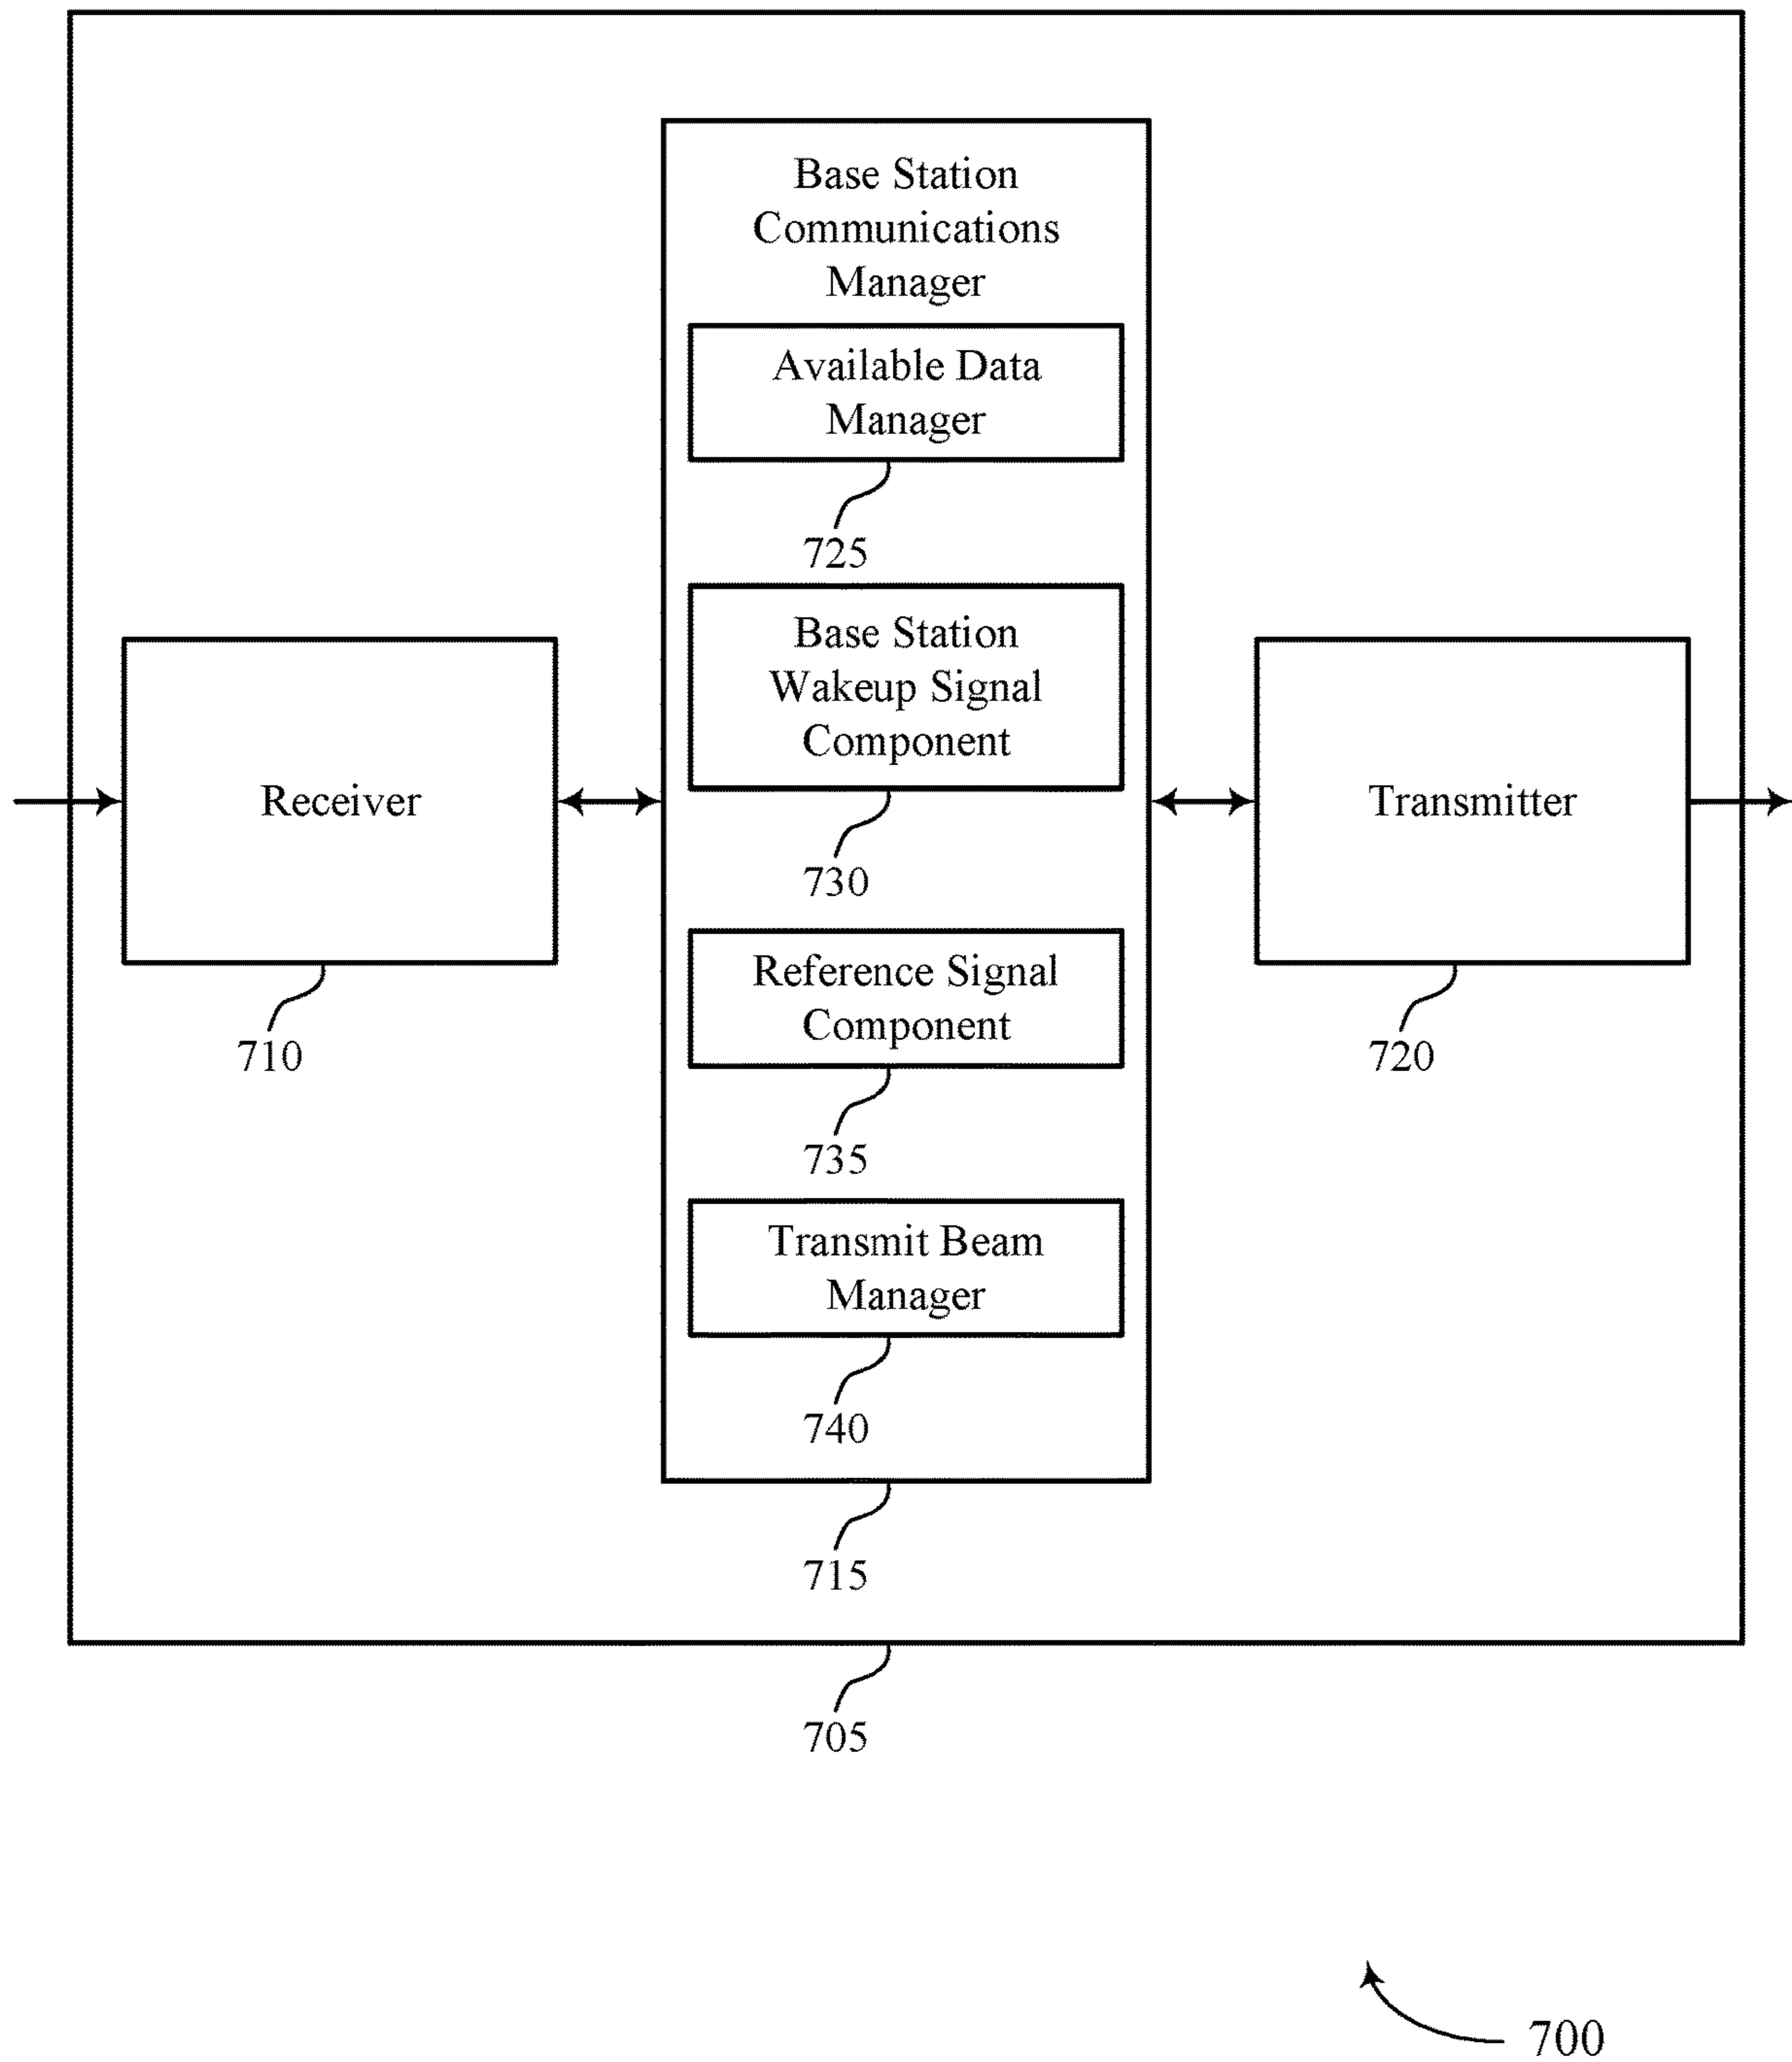 Base Station
Communications
Manager
Available Data
Manager
725
Base Station
Wakeup Signal
Component
730
Receiver
710
Transmitter
720
Reference Signal
Component
735
Transmit Beam
Manager
740
715
705
700